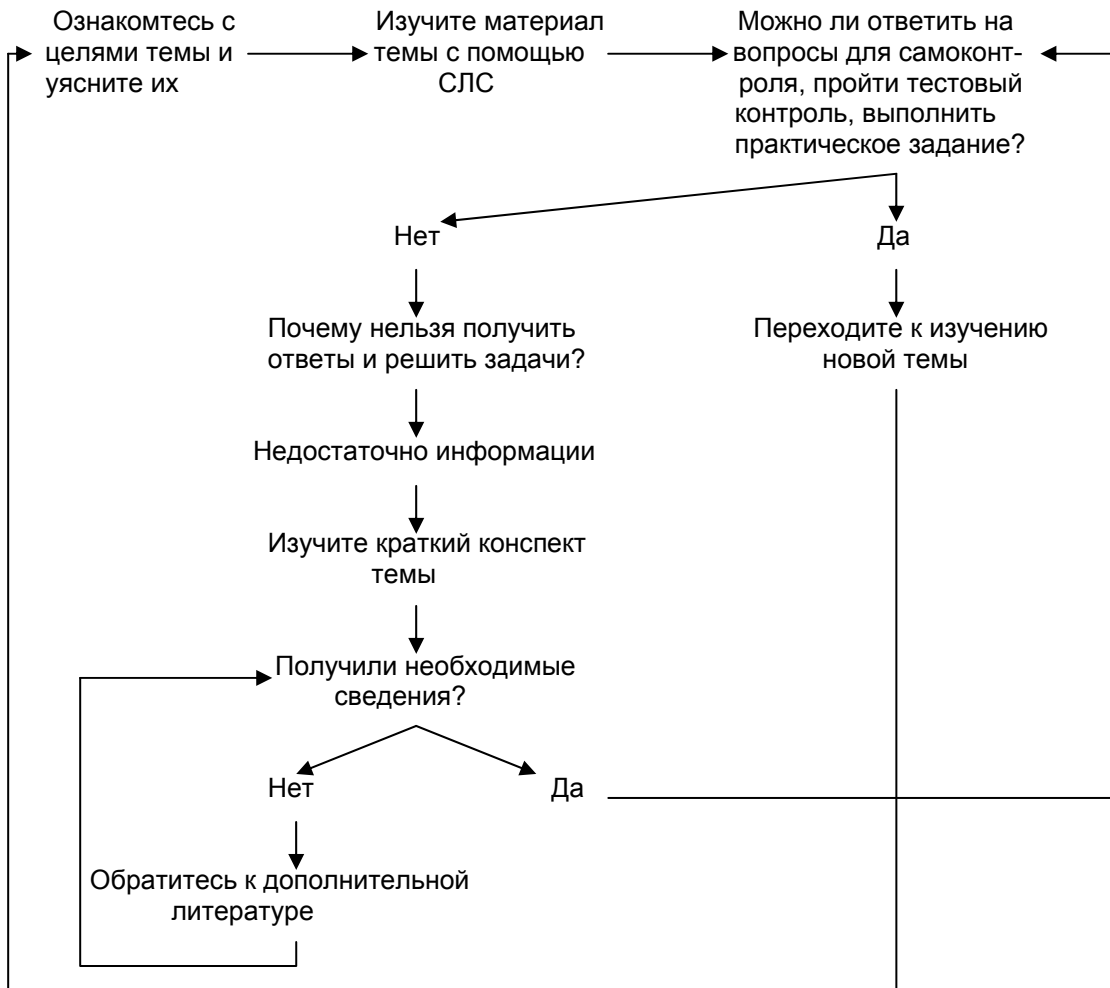 Ознакомтесь с
целями темы и
уясните их
Изучите материал
темы с помощью
СЛС
Можно ли ответить на
вопросы для самоконт-
роля, пройти тестовый
контроль, выполнить
практическое задание?
Нет
Да
Почему нельзя получить
ответы и решить задачи?
Переходите к изучению
новой темы
Недостаточно информации
Изучите краткий конспект
темы
Получили необходимые
сведения?
Нет
Да
Обратитесь к дополнительной
литературе